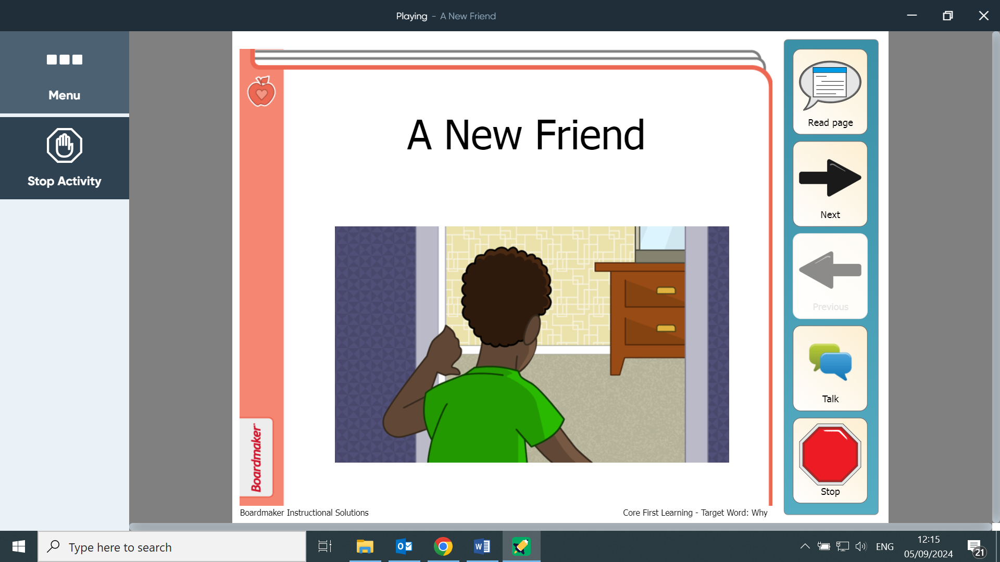 Playing - A New Friend
Menu
Stop Activity
A New Friend
Boardmaker
Boardmaker Instructional Solutions
Core First Learning - Target Word: Why
Read page
Next
Previous
Talk
Stop
Type here to search
ENG
12:15
05/09/2024
21